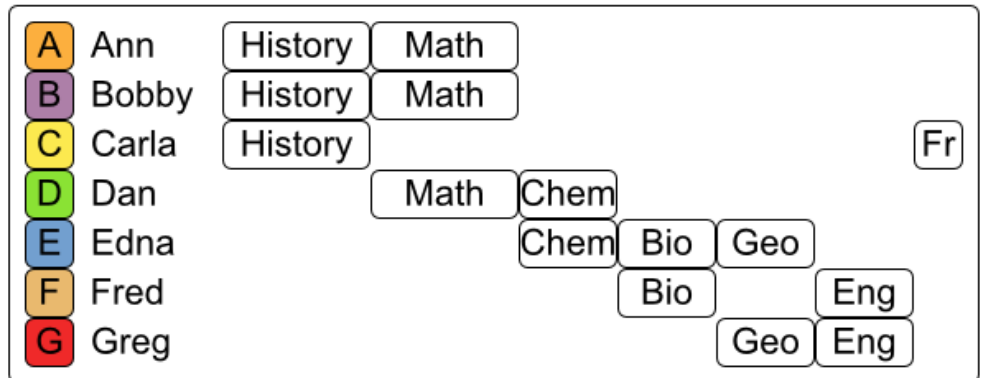 A Ann History Math
B Bobby History Math
C Carla History Fr
D Dan Math Chem
E Edna Chem Bio Geo
F Fred Bio Eng
G Greg Geo Eng